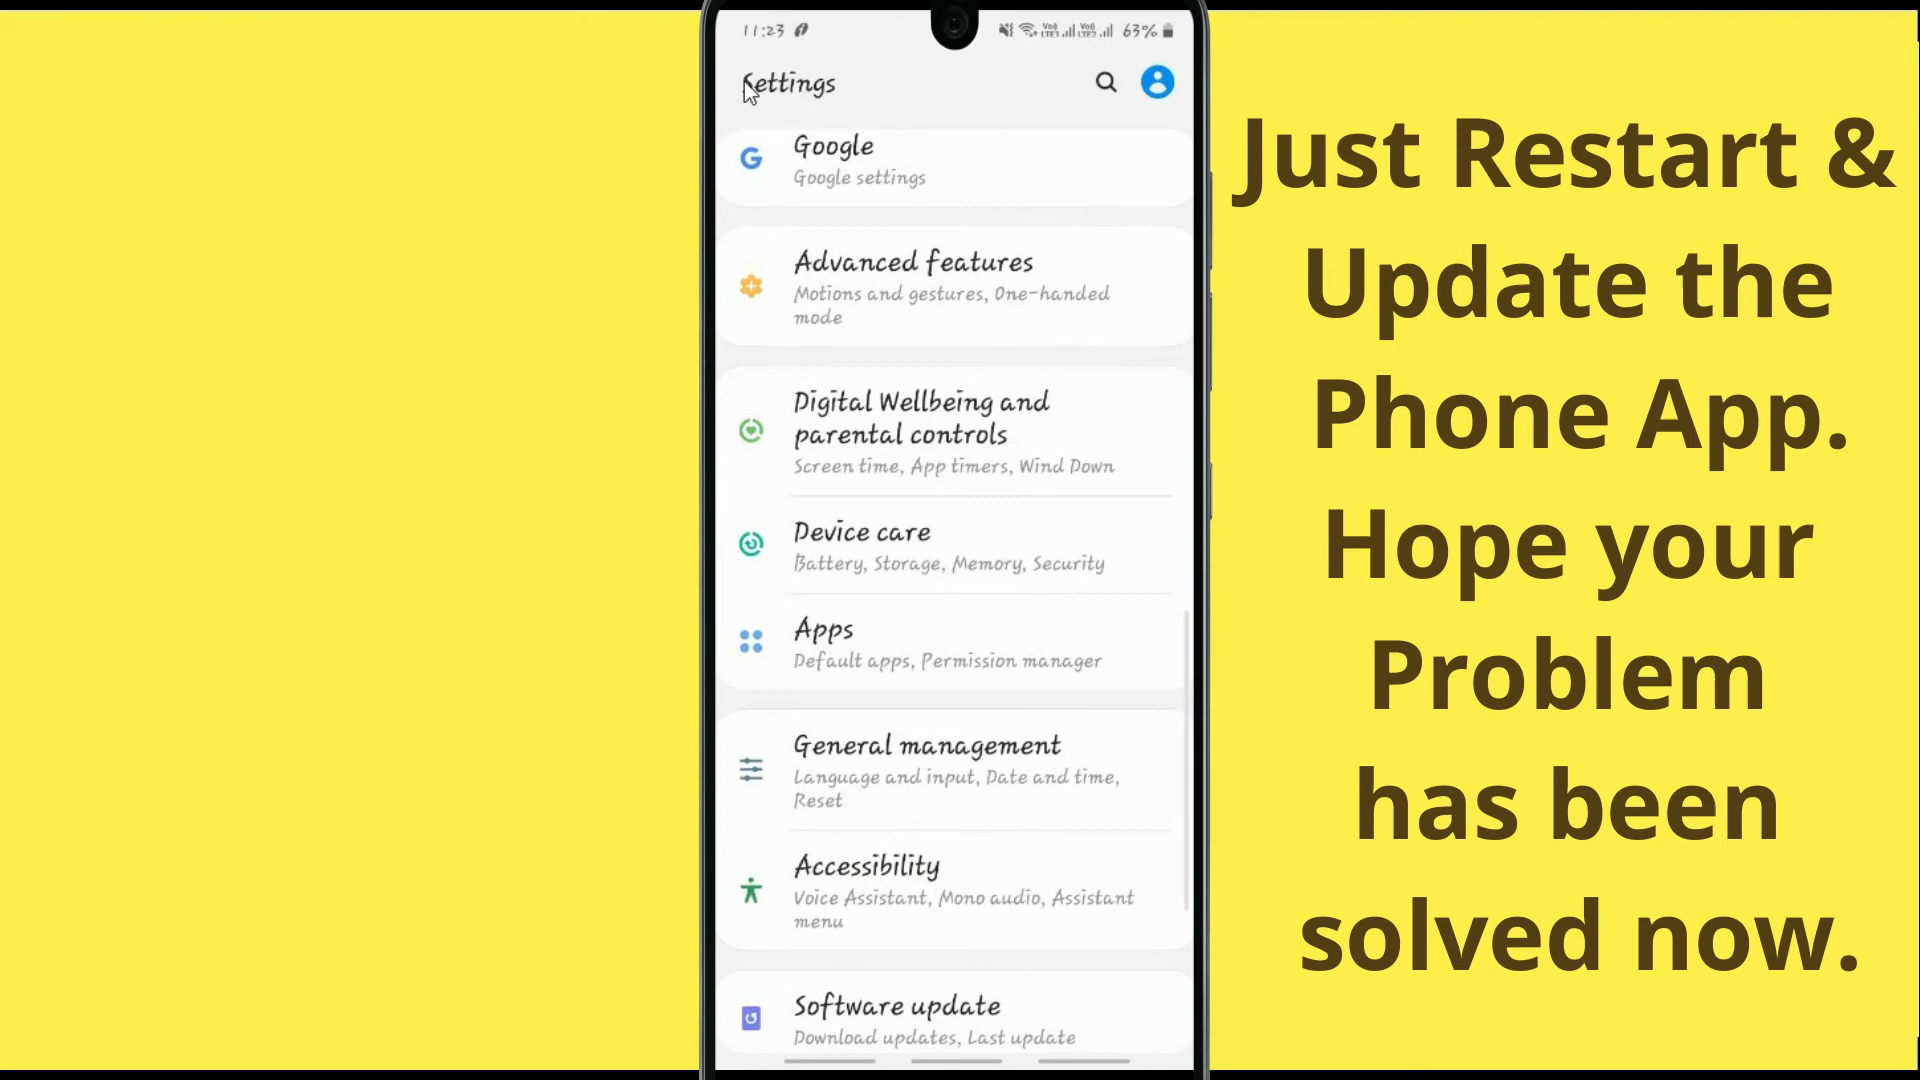 11:23
63%
Settings
Google
Google settings
Advanced features
Motions and gestures, One-handed
mode
Digital Wellbeing and
parental controls
Screen time, App timers, Wind Down
Device care
Battery, Storage, Memory, Security
Apps
Default apps, Permission manager
General management
Language and input, Date and time,
Reset
Accessibility
Voice Assistant, Mono audio, Assistant
menu
Software update
Download updates, Last update
Just Restart &
Update the
Phone App.
Hope your
Problem
has been
solved now.